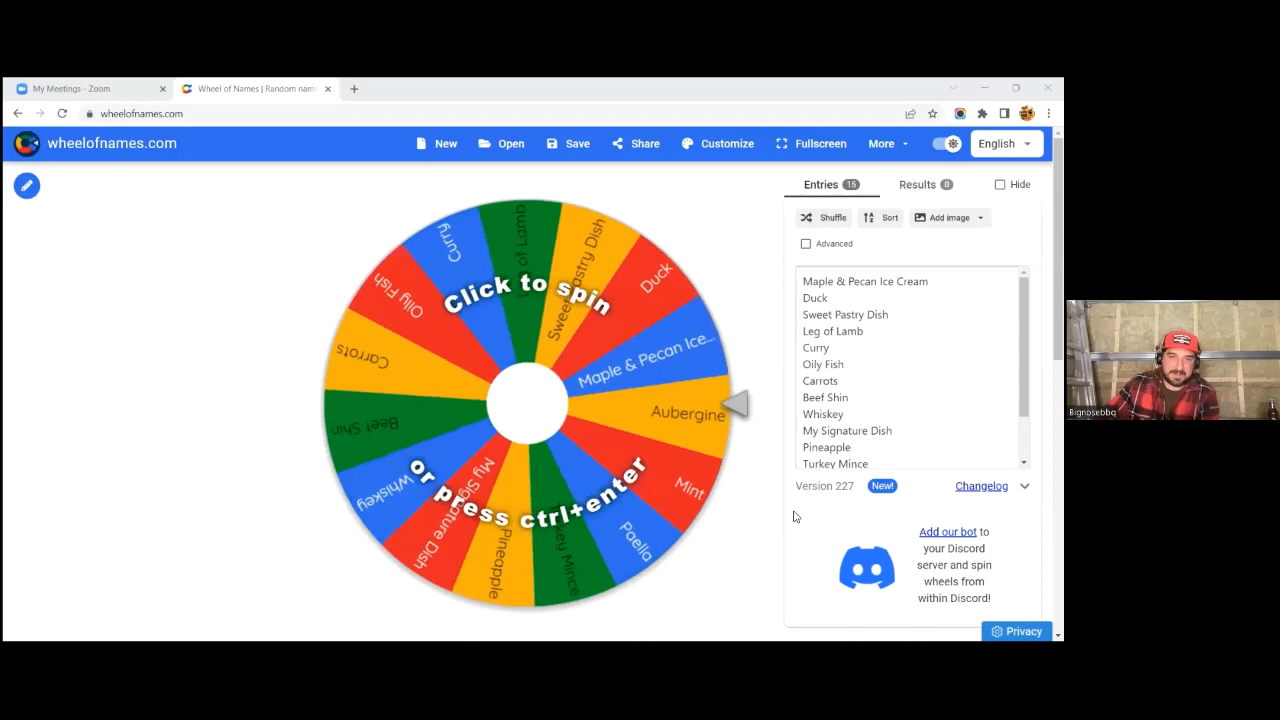 My Meetings - Zoom
Wheel of Names | Random nam
wheelofnames.com
wheelofnames.com
New
Open
Save
Share
Customize
Fullscreen
More
English
Entries 15
Results 0
Hide
Shuffle
Sort
Add image
Advanced
Maple & Pecan Ice Cream
Duck
Sweet Pastry Dish
Leg of Lamb
Curry
Oily Fish
Carrots
Beef Shin
Whiskey
My Signature Dish
Pineapple
Turkey Mince
Version 227
New!
Changelog
Add our bot to
your Discord
server and spin
wheels from
within Discord!
Privacy
Click to spin
or press ctrl+enter
of Lamb
Sweet Pastry Dish
Duck
Maple & Pecan Ice...
Aubergine
Mint
Paella
key Mince
Pineapple
My Signature Dish
Whiskey
Beef Shin
Carrots
Oily Fish
Curry
Bignosebbq